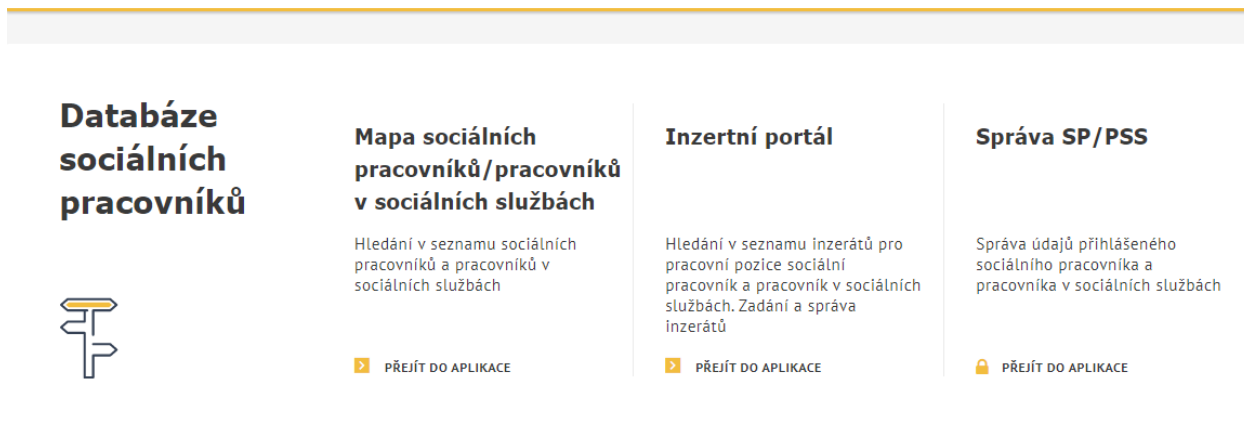 Databáze
sociálních
pracovníků
Mapa sociálních
pracovníků/pracovníků
v sociálních službách
Hledání v seznamu sociálních
pracovníků a pracovníků v
sociálních službách
PŘEJÍT DO APLIKACE
Inzertní portál
Hledání v seznamu inzerátů pro
pracovní pozice sociální
pracovník a pracovník v sociálních
službách. Zadání a správa
inzerátů
PŘEJÍT DO APLIKACE
Správa SP/PSS
Správa údajů přihlášeného
sociálního pracovníka a
pracovníka v sociálních službách
PŘEJÍT DO APLIKACE